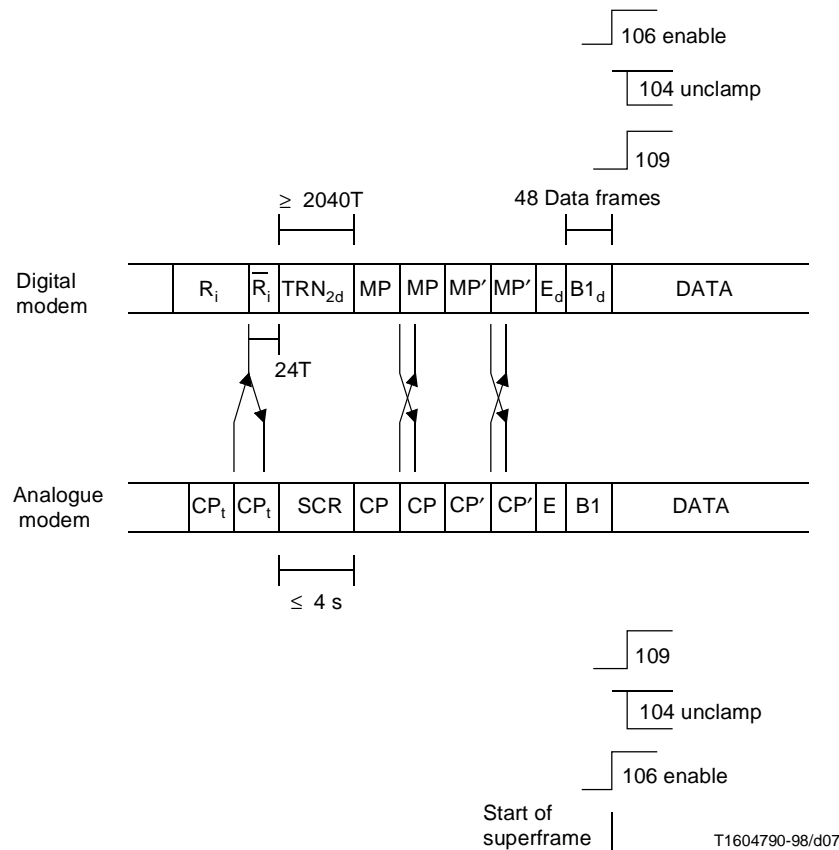 106 enable
104 unclamp
109
≥ 2040T
48 Data frames
Digital
modem
Rᵢ R̅ᵢ TRN₂d MP MP MP′ MP′ E_d B1_d DATA
24T
Analogue
modem
CPₜ CPₜ SCR CP CP CP′ CP′ E B1 DATA
≤ 4 s
109
104 unclamp
106 enable
Start of
superframe
T1604790-98/d07